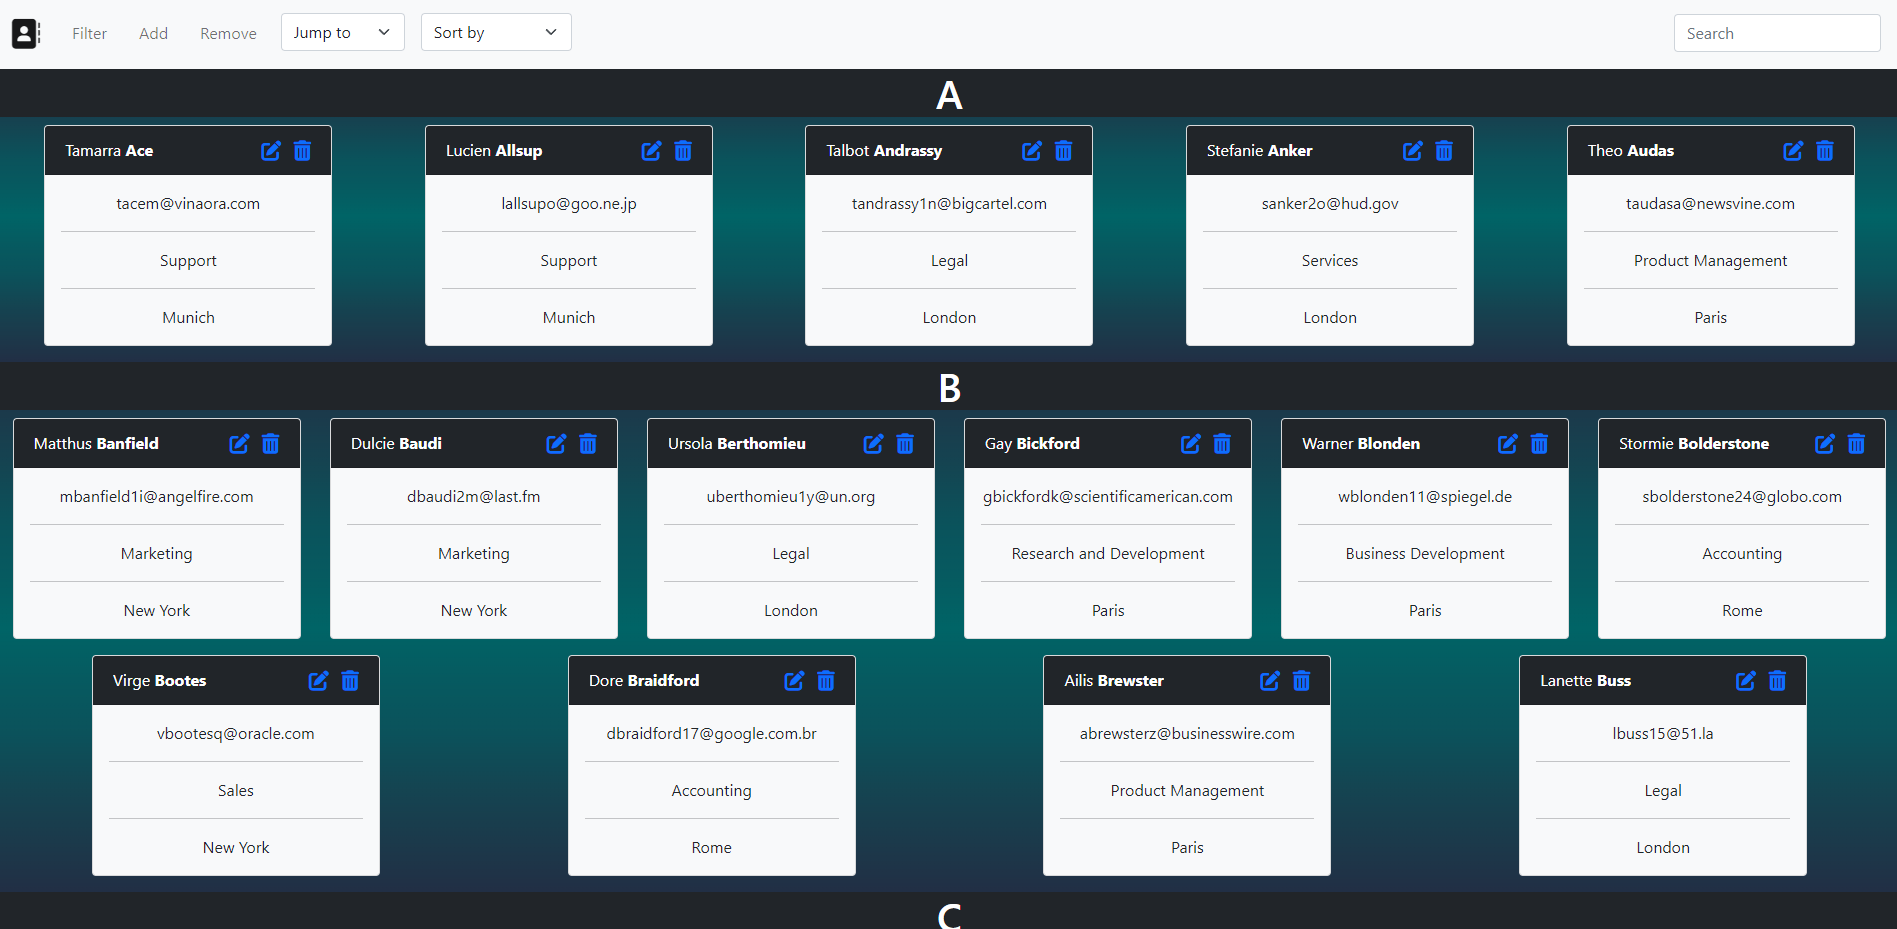 Filter Add Remove Jump to Sort by Search
A
Tamarra Ace
tacem@vinaora.com
Support
Munich
Lucien Allsup
lallsupo@goo.ne.jp
Support
Munich
Talbot Andrassy
tandrassy1n@bigcartel.com
Legal
London
Stefanie Anker
sanker2o@hud.gov
Services
London
Theo Audas
taudasa@newsvine.com
Product Management
Paris
B
Matthus Banfield
mbanfield1i@angelfire.com
Marketing
New York
Dulcie Baudi
dbaudi2m@last.fm
Marketing
New York
Ursola Berthomieu
uberthomieu1y@un.org
Legal
London
Gay Bickford
gbickfordk@scientificamerican.com
Research and Development
Paris
Warner Blonden
wblonden11@spiegel.de
Business Development
Paris
Stormie Bolderstone
sbolderstone24@globo.com
Accounting
Rome
Virge Bootes
vbootesq@oracle.com
Sales
New York
Dore Braidford
dbraidford17@google.com.br
Accounting
Rome
Ailis Brewster
abrewsterz@businesswire.com
Product Management
Paris
Lanette Buss
lbuss15@51.la
Legal
London
C